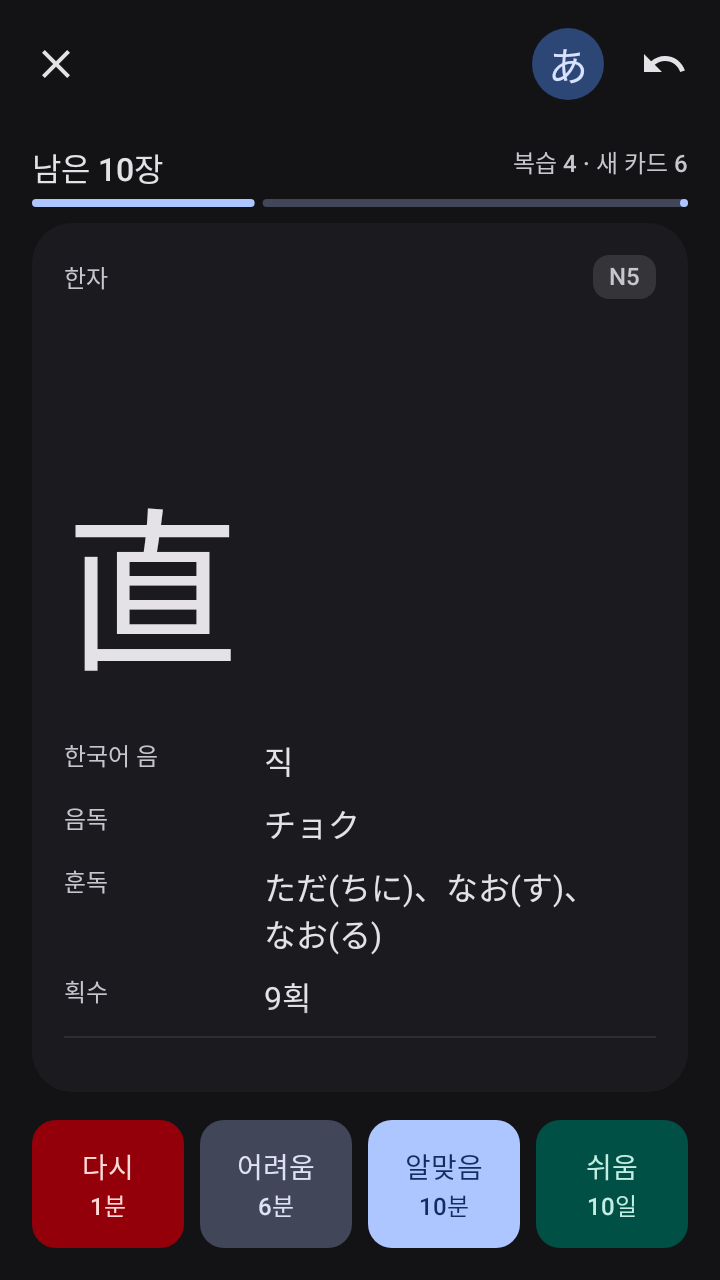 あ
남은 10장
복습 4 · 새 카드 6
한자
N5
直
한국어 음 직
음독 チョク
훈독 ただ(ちに)、なお(す)、
なお(る)
획수 9획
다시 어려움 알맞음 쉬움
1분 6분 10분 10일